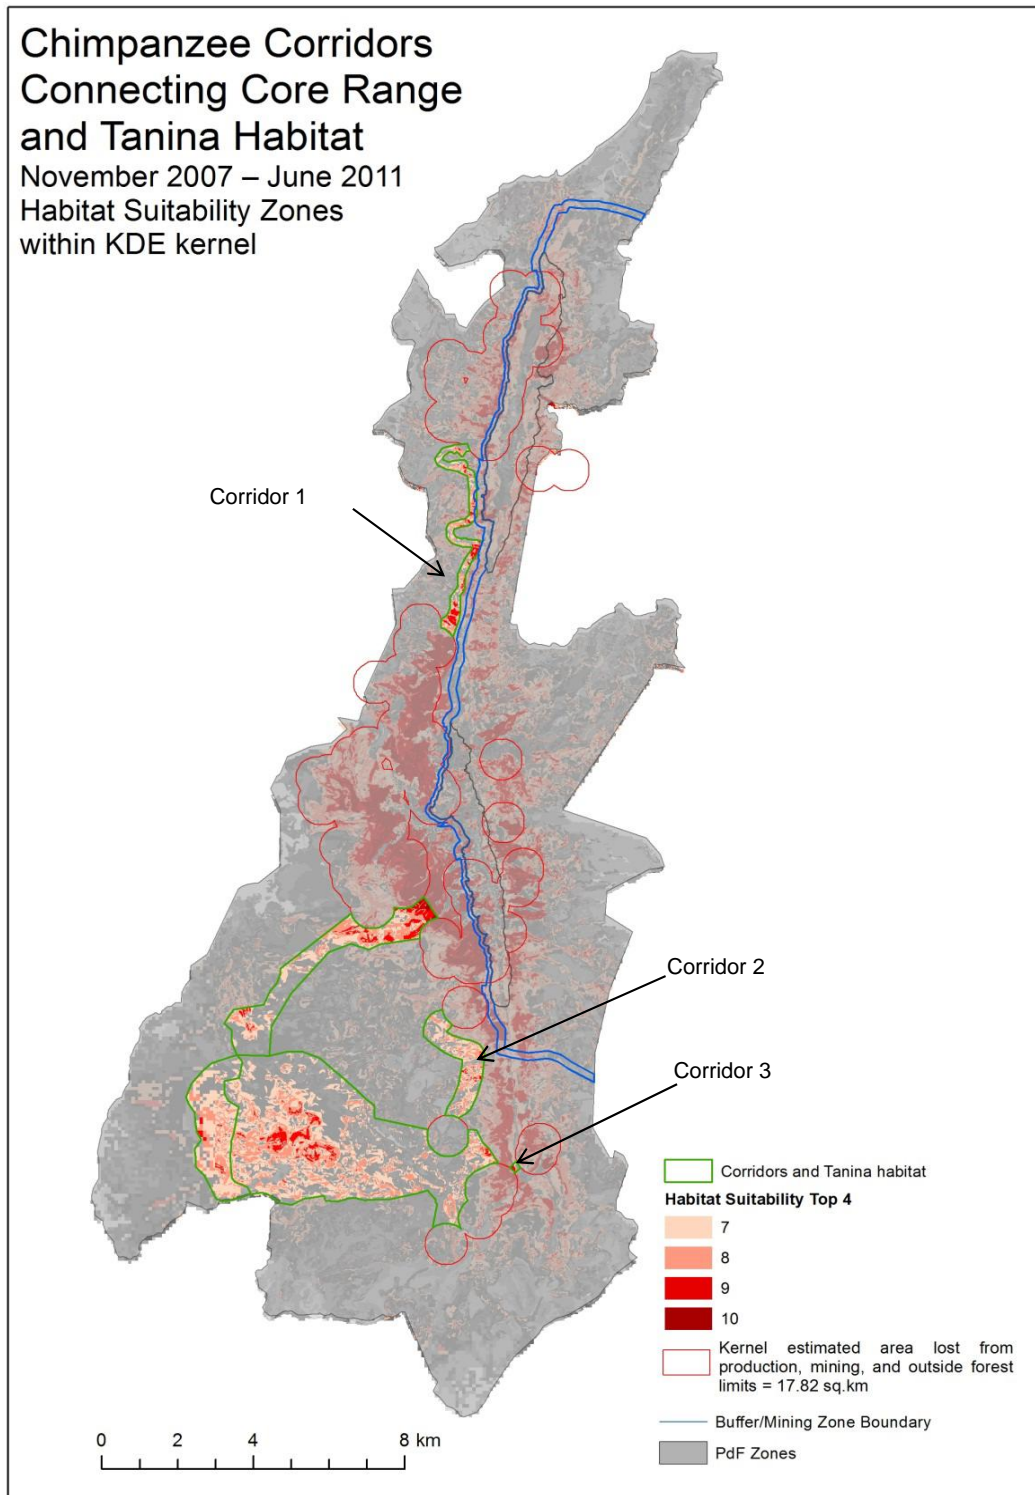 Chimpanzee Corridors
Connecting Core Range
and Tanina Habitat
November 2007 – June 2011
Habitat Suitability Zones
within KDE kernel
Corridor 1
Corridor 2
Corridor 3
Corridors and Tanina habitat
Habitat Suitability Top 4
7
8
9
10
Kernel estimated area lost from
production, mining, and outside forest
limits = 17.82 sq.km
Buffer/Mining Zone Boundary
PdF Zones
0 2 4 8 km